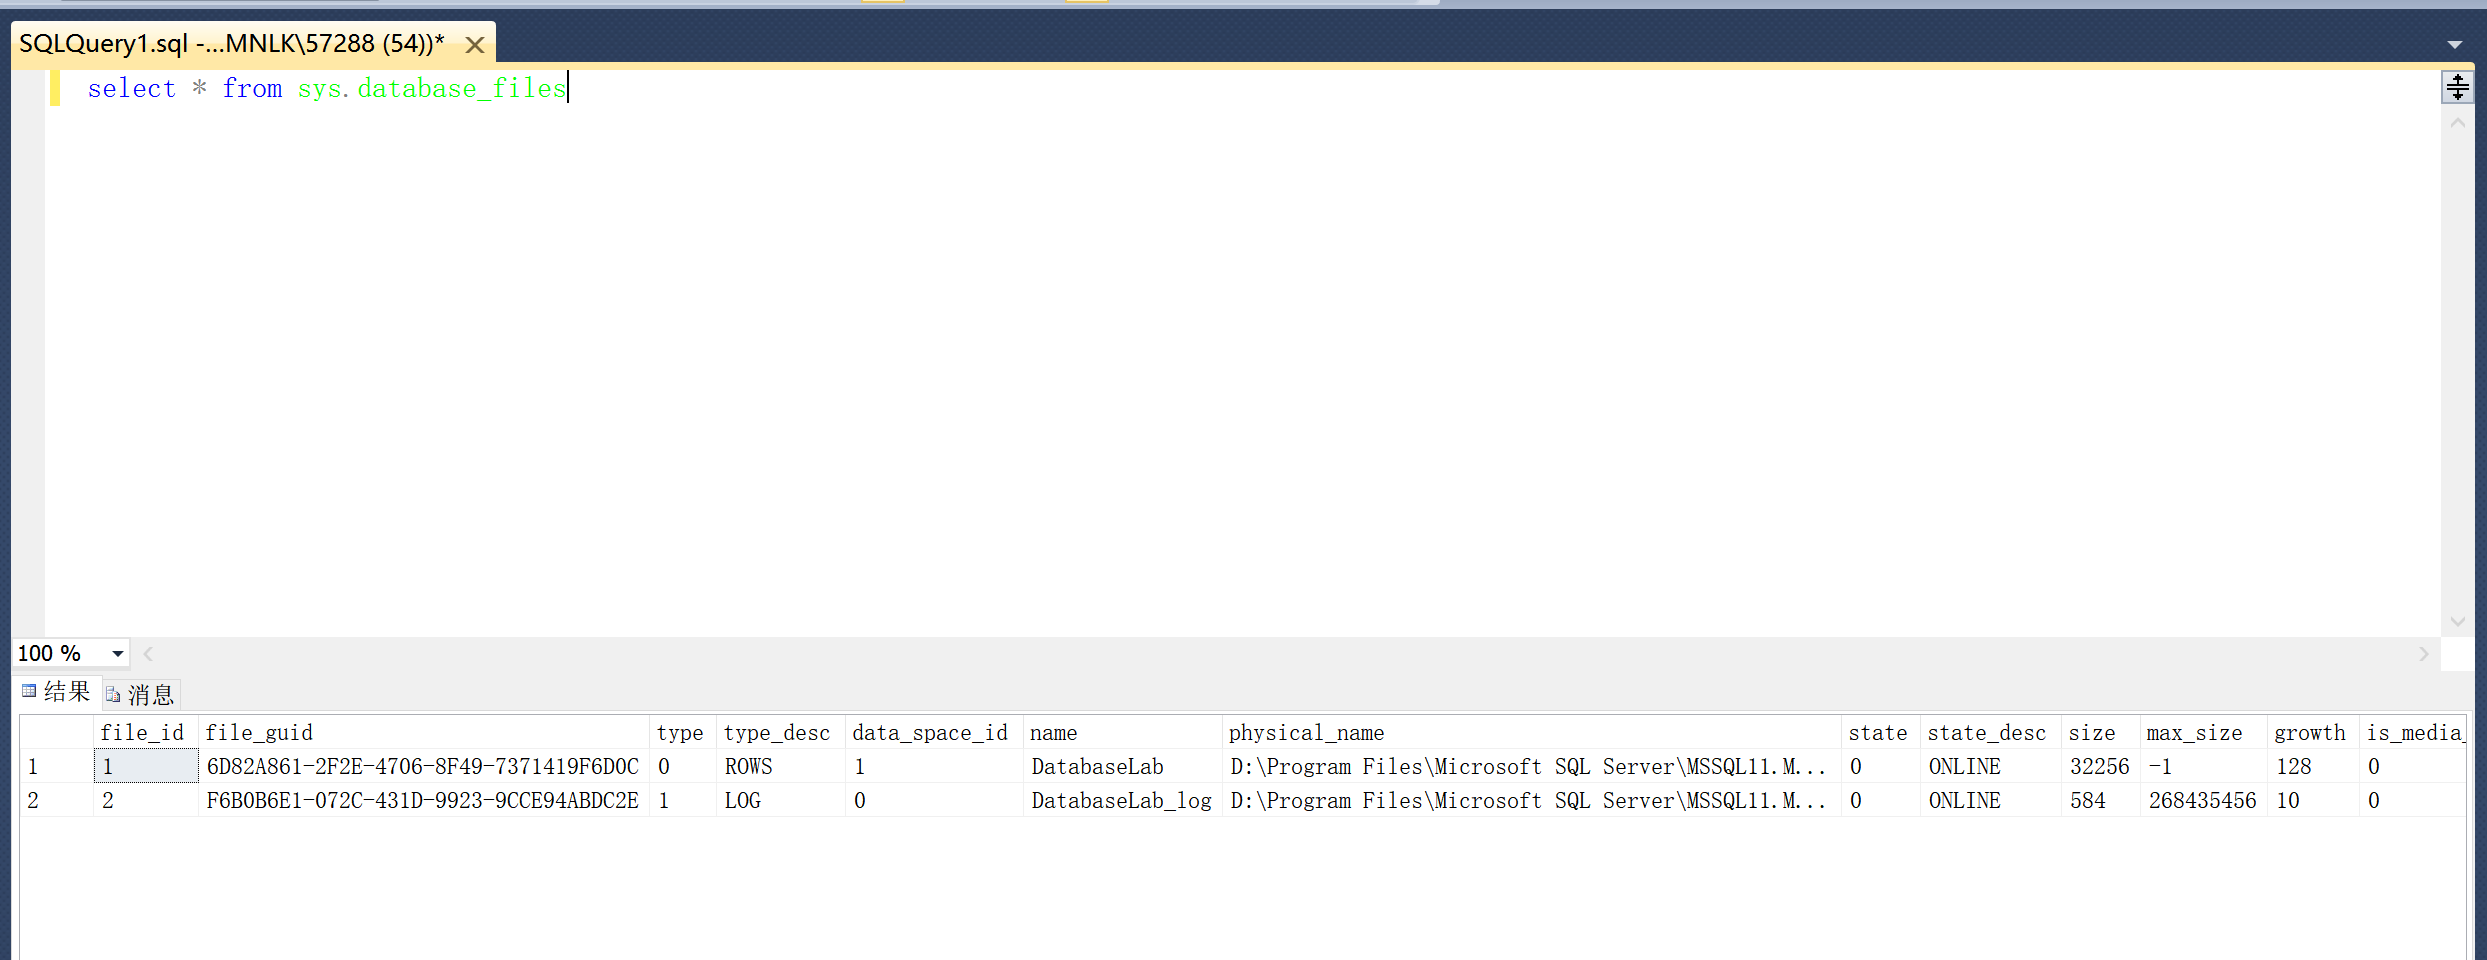 SQLQuery1.sql -...MNLK\57288 (54))*
select * from sys.database_files
100 %
结果 消息
file_id file_guid type type_desc data_space_id name physical_name state state_desc size max_size growth is_media_
1 1 6D82A861-2F2E-4706-8F49-7371419F6D0C 0 ROWS 1 DatabaseLab D:\Program Files\Microsoft SQL Server\MSSQL11.M... 0 ONLINE 32256 -1 128 0
2 2 F6B0B6E1-072C-431D-9923-9CCE94ABDC2E 1 LOG 0 DatabaseLab_log D:\Program Files\Microsoft SQL Server\MSSQL11.M... 0 ONLINE 584 268435456 10 0